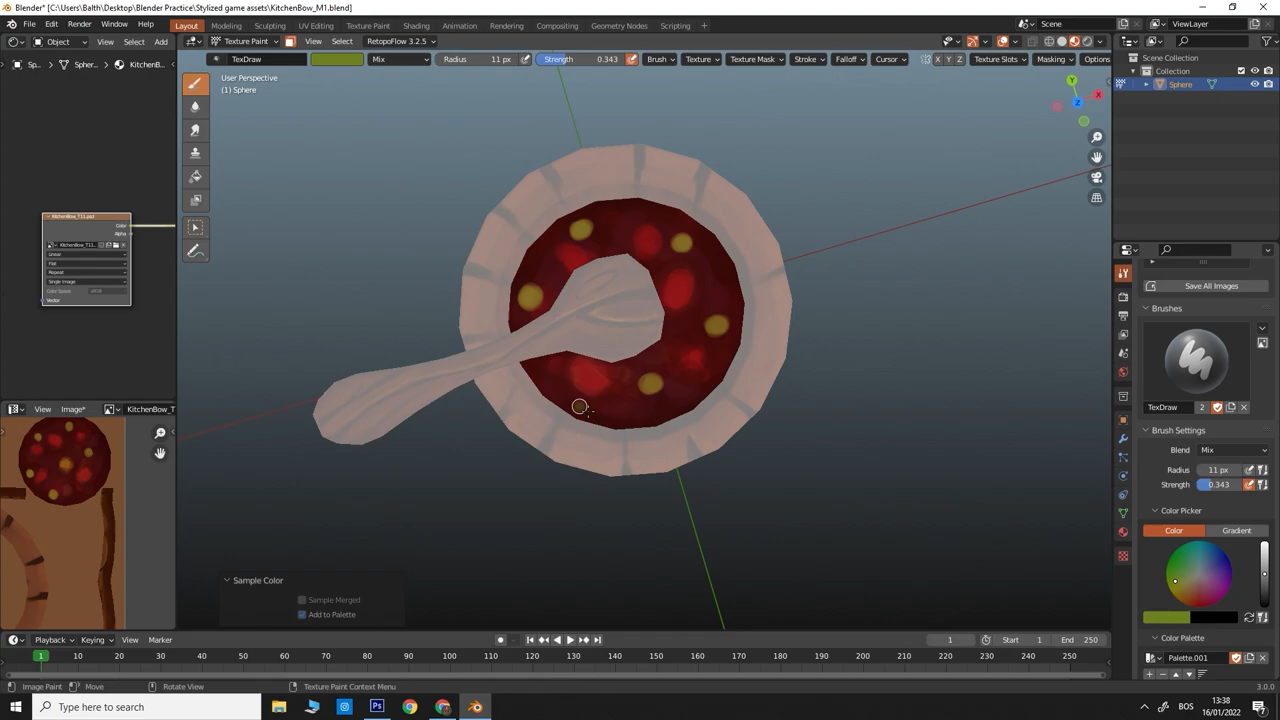 Blender* [C:\Users\Balth\Desktop\Blender Practice\Stylized game assets\KitchenBow_M1.blend]
File Edit Render Window Help Layout Modeling Sculpting UV Editing Texture Paint Shading Animation Rendering Compositing Geometry Nodes Scripting Scene ViewLayer
Object View Select Add Texture Paint View Select RetopoFlow 3.2.5
Sp... Spher... KitchenB... TexDraw Mix Radius 11 px Strength 0.343 Brush Texture Texture Mask Stroke Falloff Cursor X Y Z Texture Slots Masking Options
Scene Collection
Collection
Sphere
User Perspective
(1) Sphere
Y
X
Z
KitchenBow_T11.psd
Color
Alpha
KitchenBow_T11...
Linear
Flat
Repeat
Single Image
Color Space sRGB
Vector
Save All Images
Brushes
TexDraw 2
Brush Settings
Blend Mix
Radius 11 px
Strength 0.343
Color Picker
Color Gradient
Color Palette
Palette.001
View Image* KitchenBow_T
Sample Color
Sample Merged
Add to Palette
Playback Keying View Marker 1 Start 1 End 250
1 10 20 30 40 50 60 70 80 90 100 110 120 130 140 150 160 170 180 190 200 210 220 230 240 250
Image Paint Move Rotate View Texture Paint Context Menu 3.0.0
Type here to search Ps BOS 13:38
16/01/2022